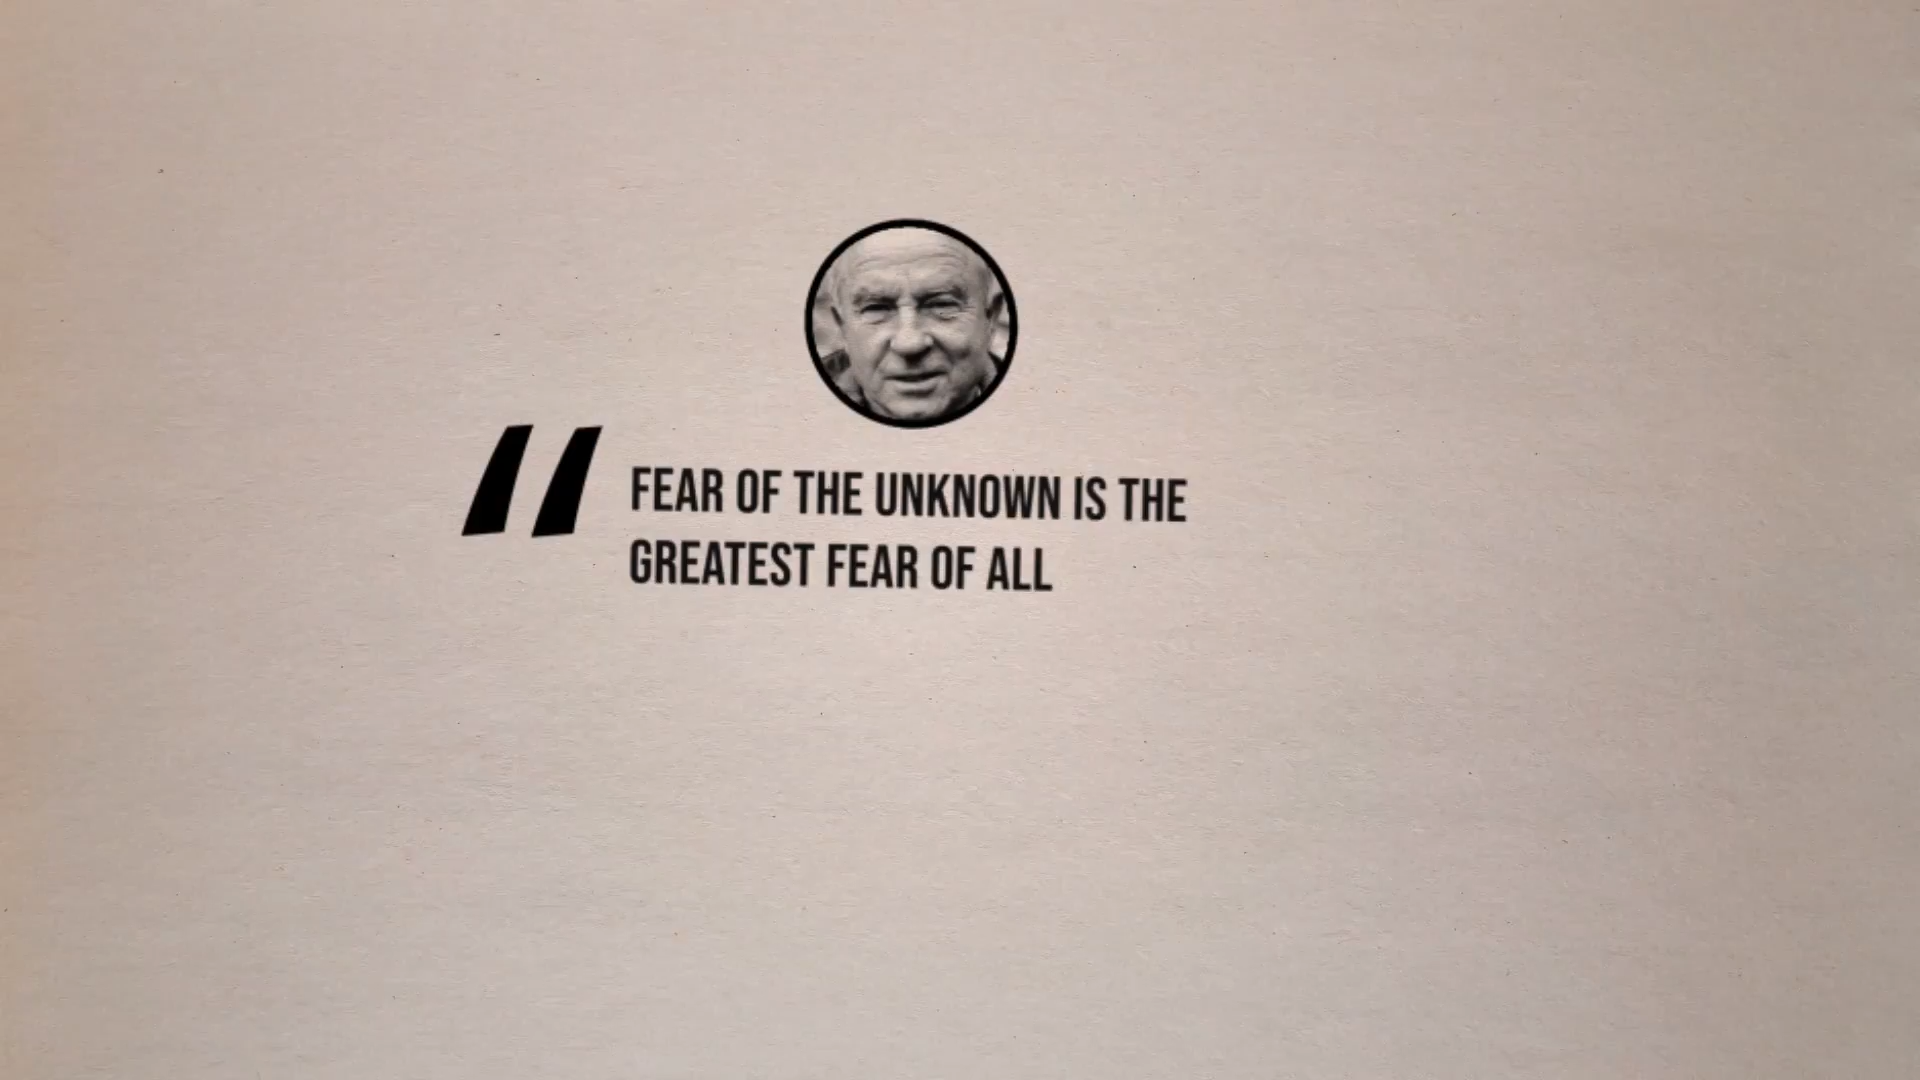 “
FEAR OF THE UNKNOWN IS THE
GREATEST FEAR OF ALL